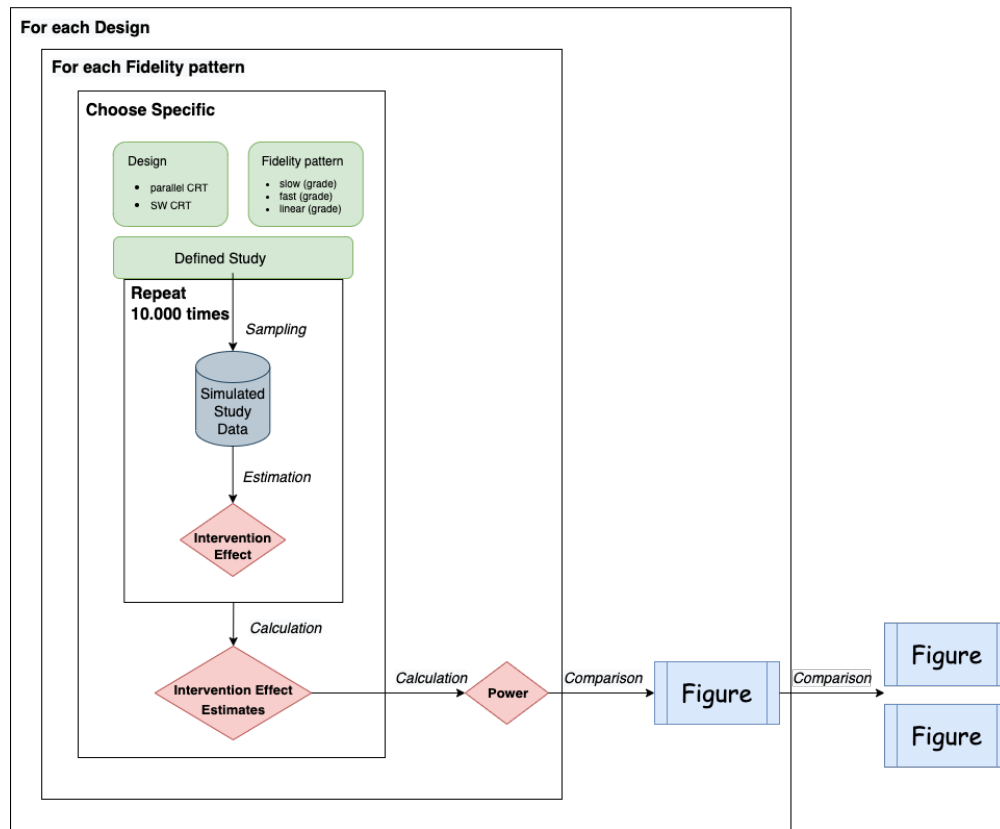 For each Design
For each Fidelity pattern
Choose Specific
Design
parallel CRT
SW CRT
Fidelity pattern
slow (grade)
fast (grade)
linear (grade)
Defined Study
Repeat
10.000 times
Sampling
Simulated
Study
Data
Estimation
Intervention
Effect
Calculation
Intervention Effect
Estimates
Calculation
Power
Comparison
Figure
Comparison
Figure
Figure